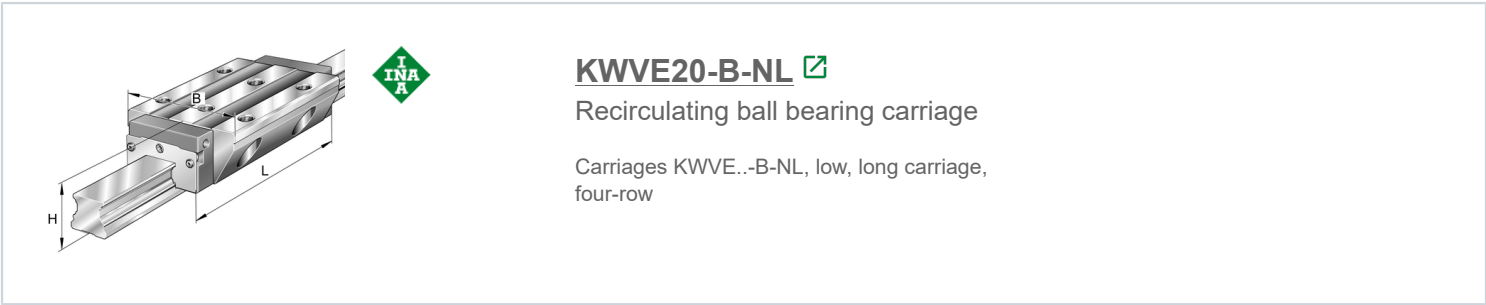 B
L
H
I
INA
A
KWVE20-B-NL
Recirculating ball bearing carriage
Carriages KWVE..-B-NL, low, long carriage,
four-row